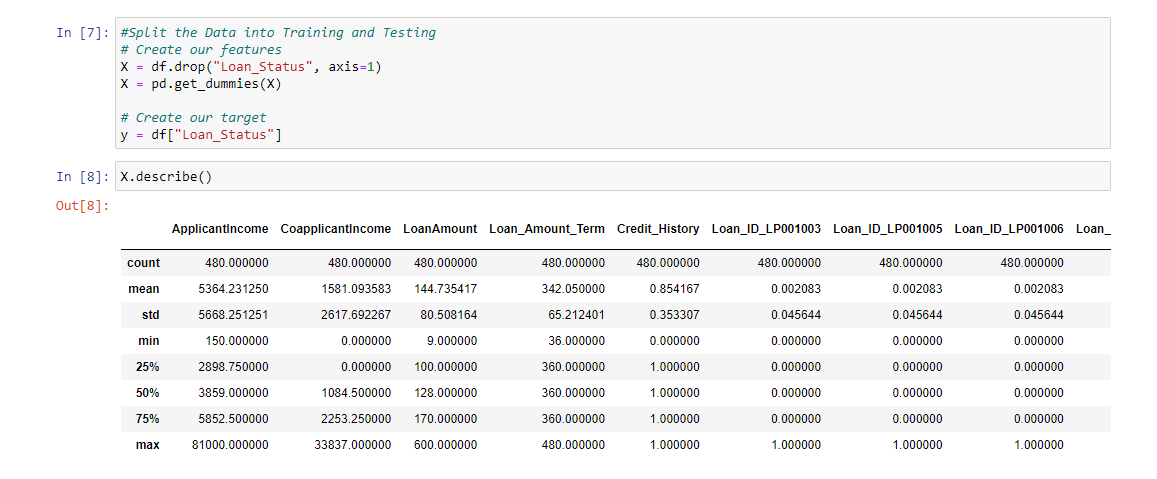 In [7]: #Split the Data into Training and Testing
# Create our features
X = df.drop("Loan_Status", axis=1)
X = pd.get_dummies(X)
# Create our target
y = df["Loan_Status"]
In [8]: X.describe()
Out[8]:
ApplicantIncome CoapplicantIncome LoanAmount Loan_Amount_Term Credit_History Loan_ID_LP001003 Loan_ID_LP001005 Loan_ID_LP001006 Loan_
count 480.000000 480.000000 480.000000 480.000000 480.000000 480.000000 480.000000 480.000000
mean 5364.231250 1581.093583 144.735417 342.050000 0.854167 0.002083 0.002083 0.002083
std 5668.251251 2617.692267 80.508164 65.212401 0.353307 0.045644 0.045644 0.045644
min 150.000000 0.000000 9.000000 36.000000 0.000000 0.000000 0.000000 0.000000
25% 2898.750000 0.000000 100.000000 360.000000 1.000000 0.000000 0.000000 0.000000
50% 3859.000000 1084.500000 128.000000 360.000000 1.000000 0.000000 0.000000 0.000000
75% 5852.500000 2253.250000 170.000000 360.000000 1.000000 0.000000 0.000000 0.000000
max 81000.000000 33837.000000 600.000000 480.000000 1.000000 1.000000 1.000000 1.000000